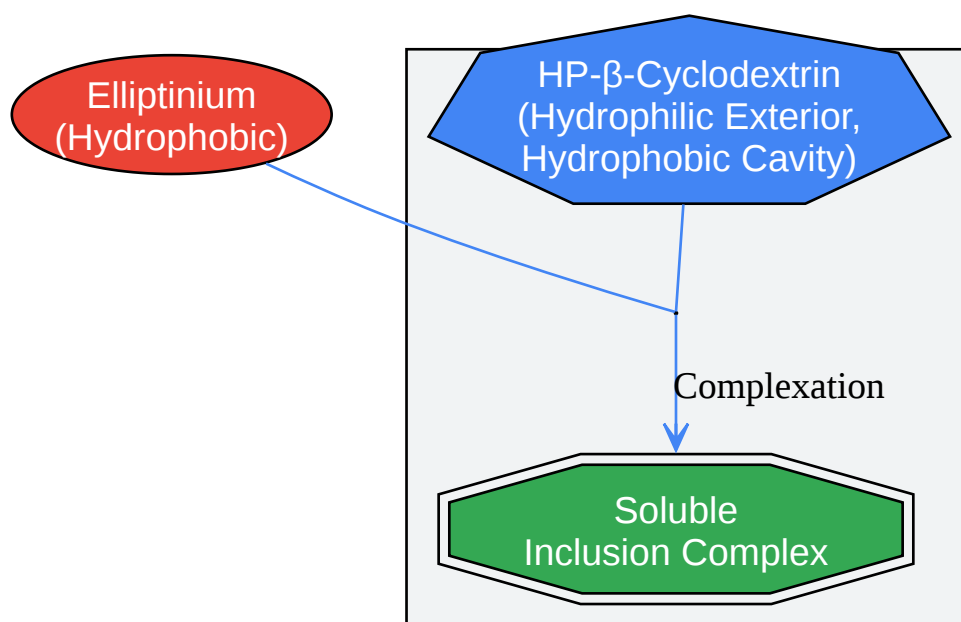 Elliptinium
(Hydrophobic)
HP-β-Cyclodextrin
(Hydrophilic Exterior,
Hydrophobic Cavity)
Complexation
Soluble
Inclusion Complex